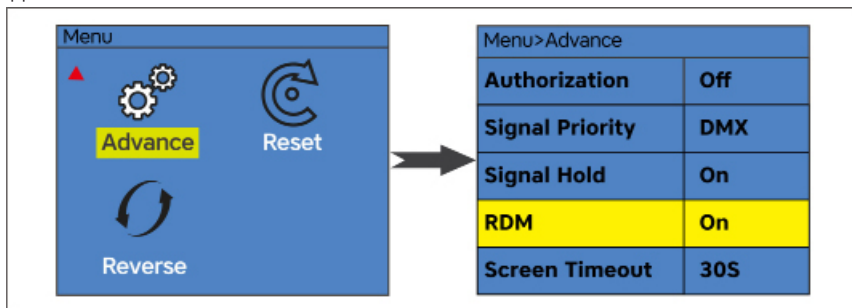 Menu
Advance
Reset
Reverse
Menu>Advance
Authorization Off
Signal Priority DMX
Signal Hold On
RDM On
Screen Timeout 30S